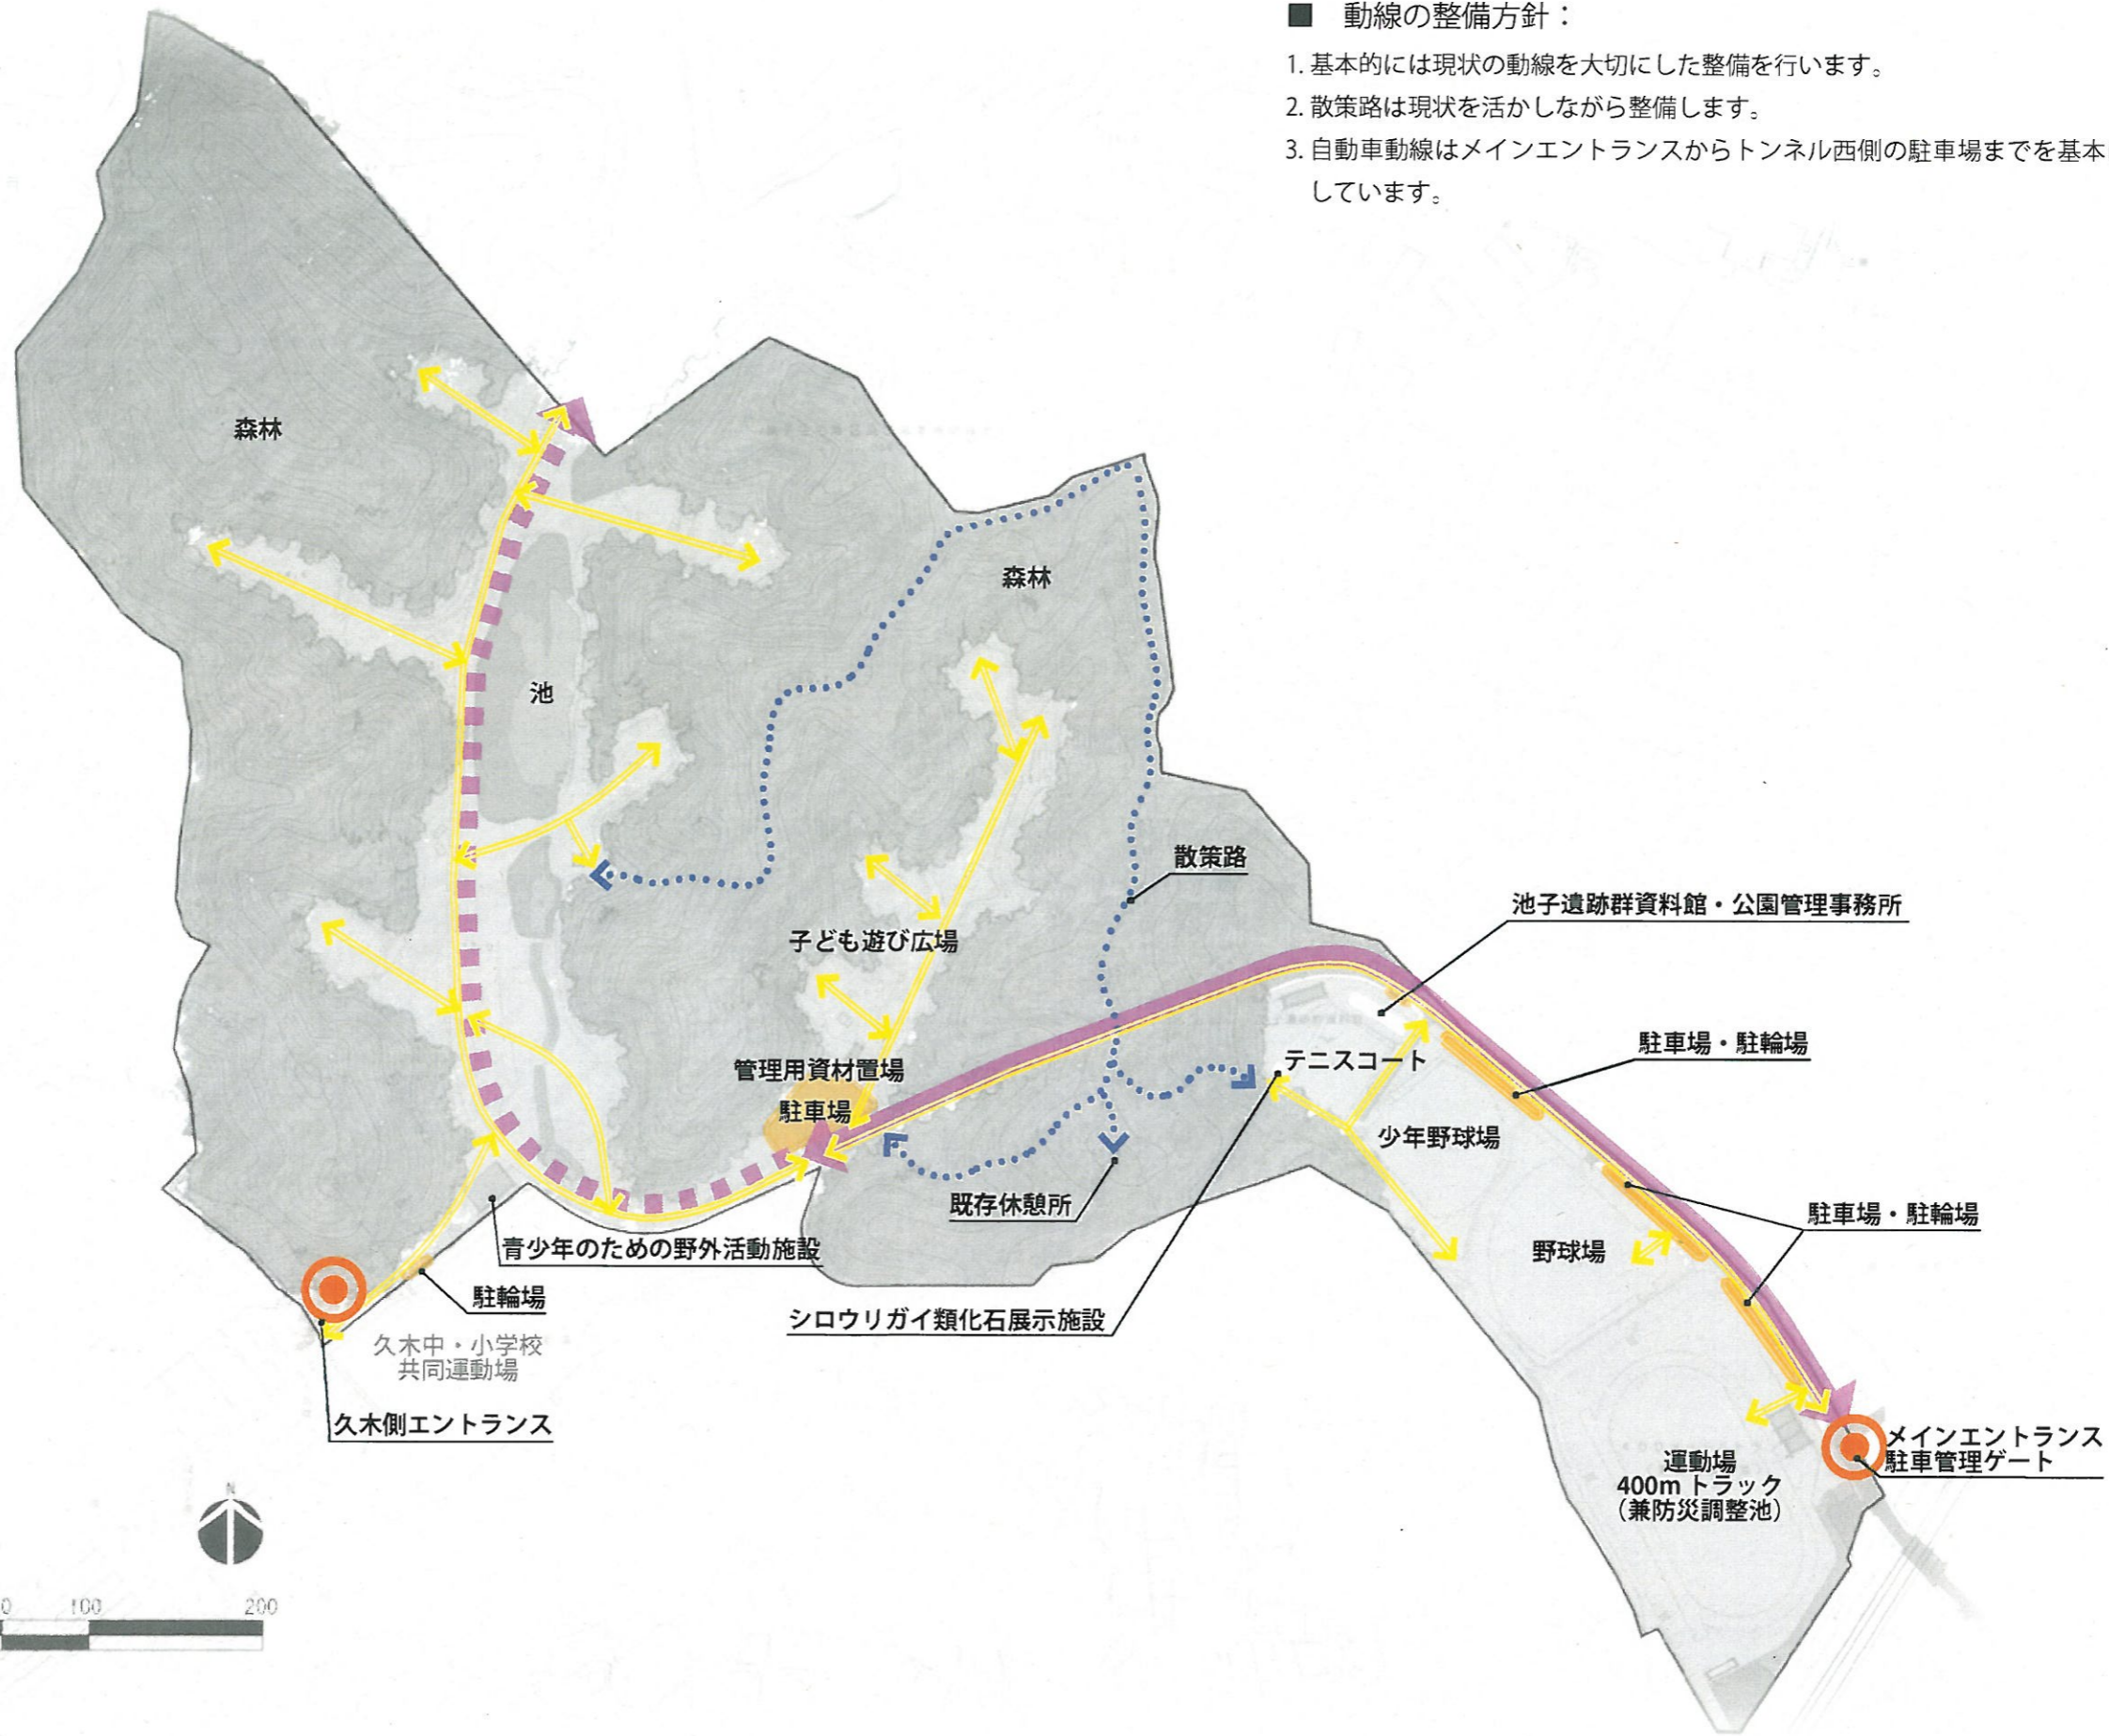 ■ 動線の整備方針：
1. 基本的には現状の動線を大切にした整備を行います。
2. 散策路は現状を活かしながら整備します。
3. 自動車動線はメインエントランスからトンネル西側の駐車場までを基本
しています。
森林
森林
池
散策路
池子遺跡群資料館・公園管理事務所
子ども遊び広場
駐車場・駐輪場
テニスコート
管理用資材置場
駐車場
少年野球場
既存休憩所
駐車場・駐輪場
野球場
青少年のための野外活動施設
駐輪場
シロウリガイ類化石展示施設
久木中・小学校
共同運動場
久木側エントランス
メインエントランス
駐車管理ゲート
運動場
400m トラック
（兼防災調整池）
N
0 100 200